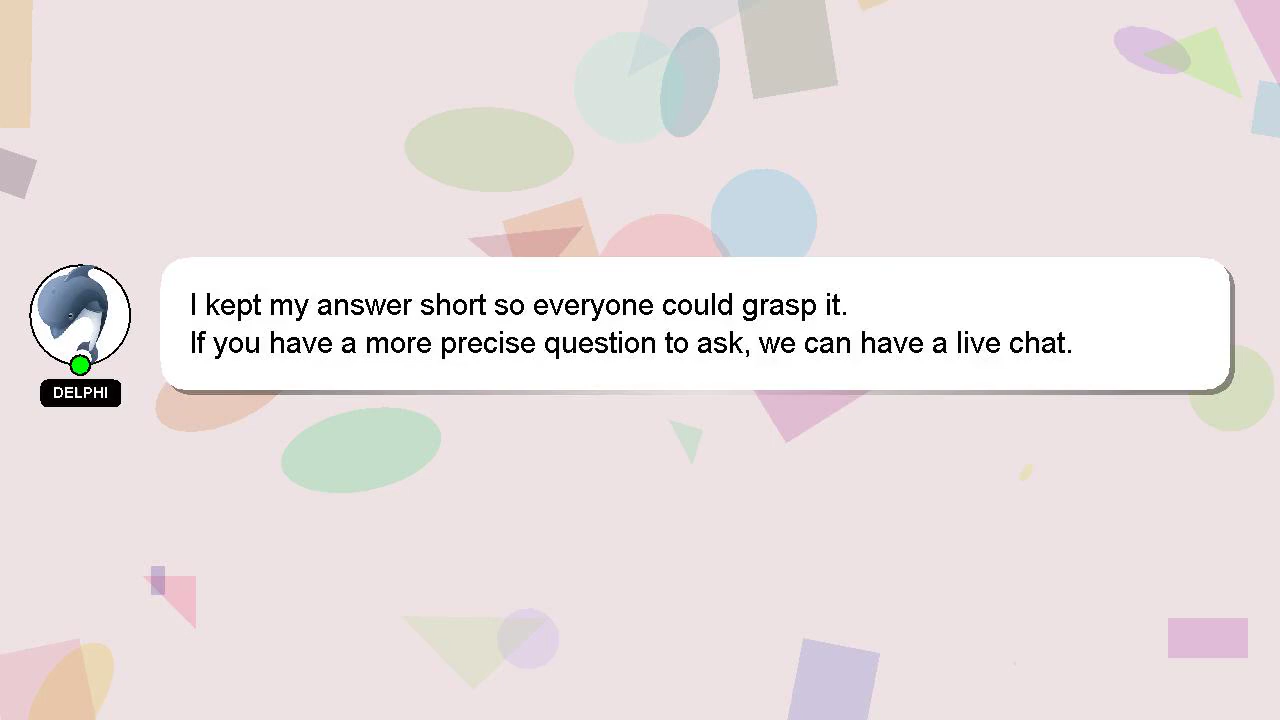 I kept my answer short so everyone could grasp it.
If you have a more precise question to ask, we can have a live chat.
DELPHI